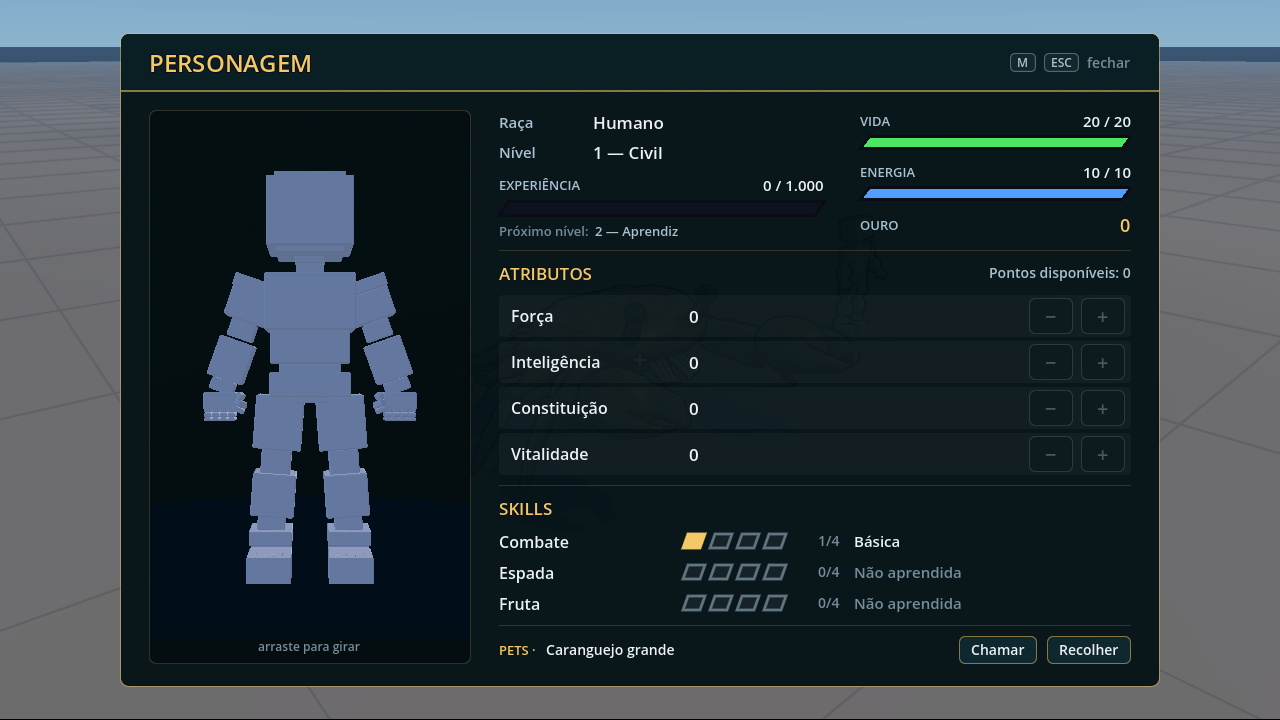 PERSONAGEM
M ESC fechar
Raça Humano
Nível 1 — Civil
EXPERIÊNCIA 0 / 1.000
Próximo nível: 2 — Aprendiz
VIDA 20 / 20
ENERGIA 10 / 10
OURO 0
ATRIBUTOS Pontos disponíveis: 0
Força 0 − +
Inteligência 0 − +
Constituição 0 − +
Vitalidade 0 − +
SKILLS
Combate 1/4 Básica
Espada 0/4 Não aprendida
Fruta 0/4 Não aprendida
arraste para girar
PETS · Caranguejo grande Chamar Recolher